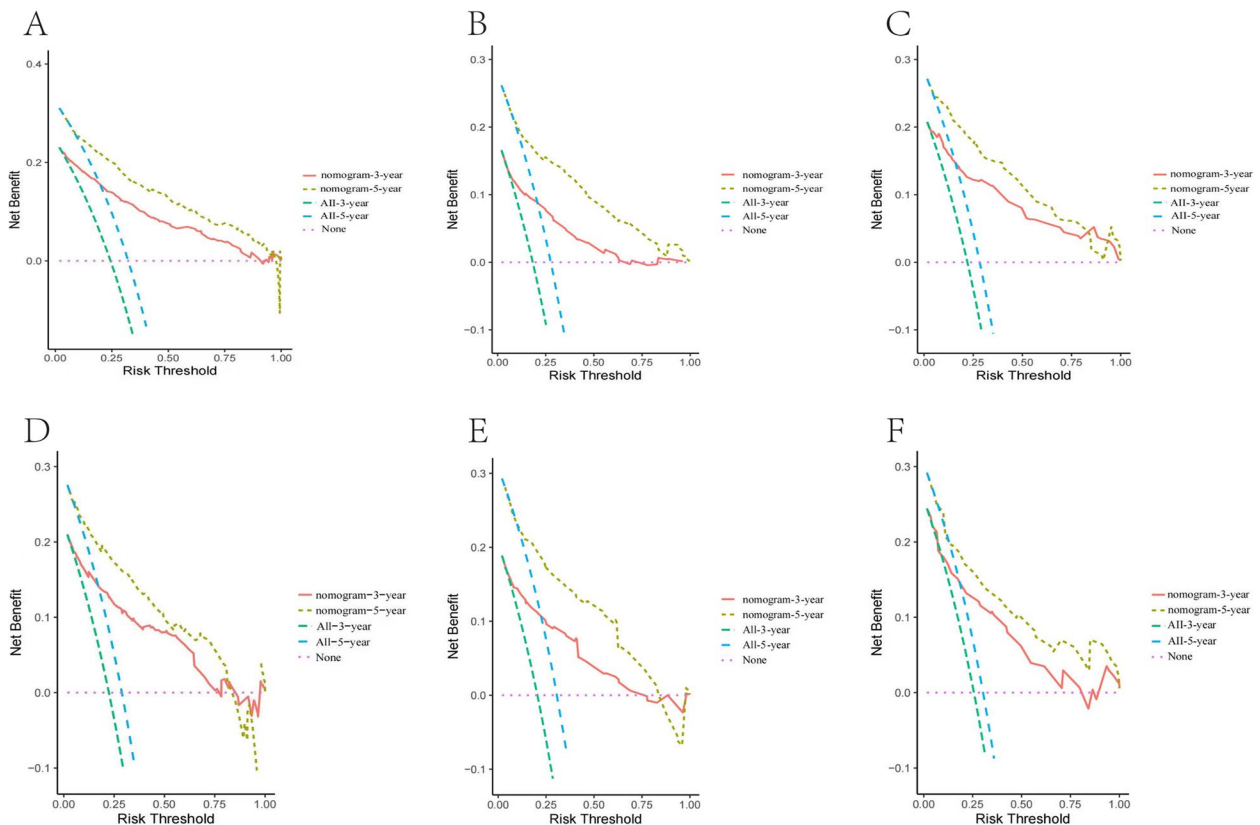 A
0.4
0.2
0.0
Net Benefit
0.00 0.25 0.50 0.75 1.00
Risk Threshold
nomogram-3-year
nomogram-5-year
All-3-year
All-5-year
None
B
0.3
0.2
0.1
0.0
−0.1
Net Benefit
0.00 0.25 0.50 0.75 1.00
Risk Threshold
nomogram-3-year
nomogram-5-year
All-3-year
All-5-year
None
C
0.3
0.2
0.1
0.0
−0.1
Net Benefit
0.00 0.25 0.50 0.75 1.00
Risk Threshold
nomogram-3-year
nomogram-5year
All-3-year
All-5-year
None
D
0.3
0.2
0.1
0.0
−0.1
Net Benefit
0.00 0.25 0.50 0.75 1.00
Risk Threshold
nomogram−3−year
nomogram−5−year
All−3−year
All−5−year
None
E
0.3
0.2
0.1
0.0
−0.1
Net Benefit
0.00 0.25 0.50 0.75 1.00
Risk Threshold
nomogram-3-year
nomogram-5-year
All-3-year
All-5-year
None
F
0.3
0.2
0.1
0.0
−0.1
Net Benefit
0.00 0.25 0.50 0.75 1.00
Risk Threshold
nomogram-3-year
nomogram-5-year
All-3-year
All-5-year
None